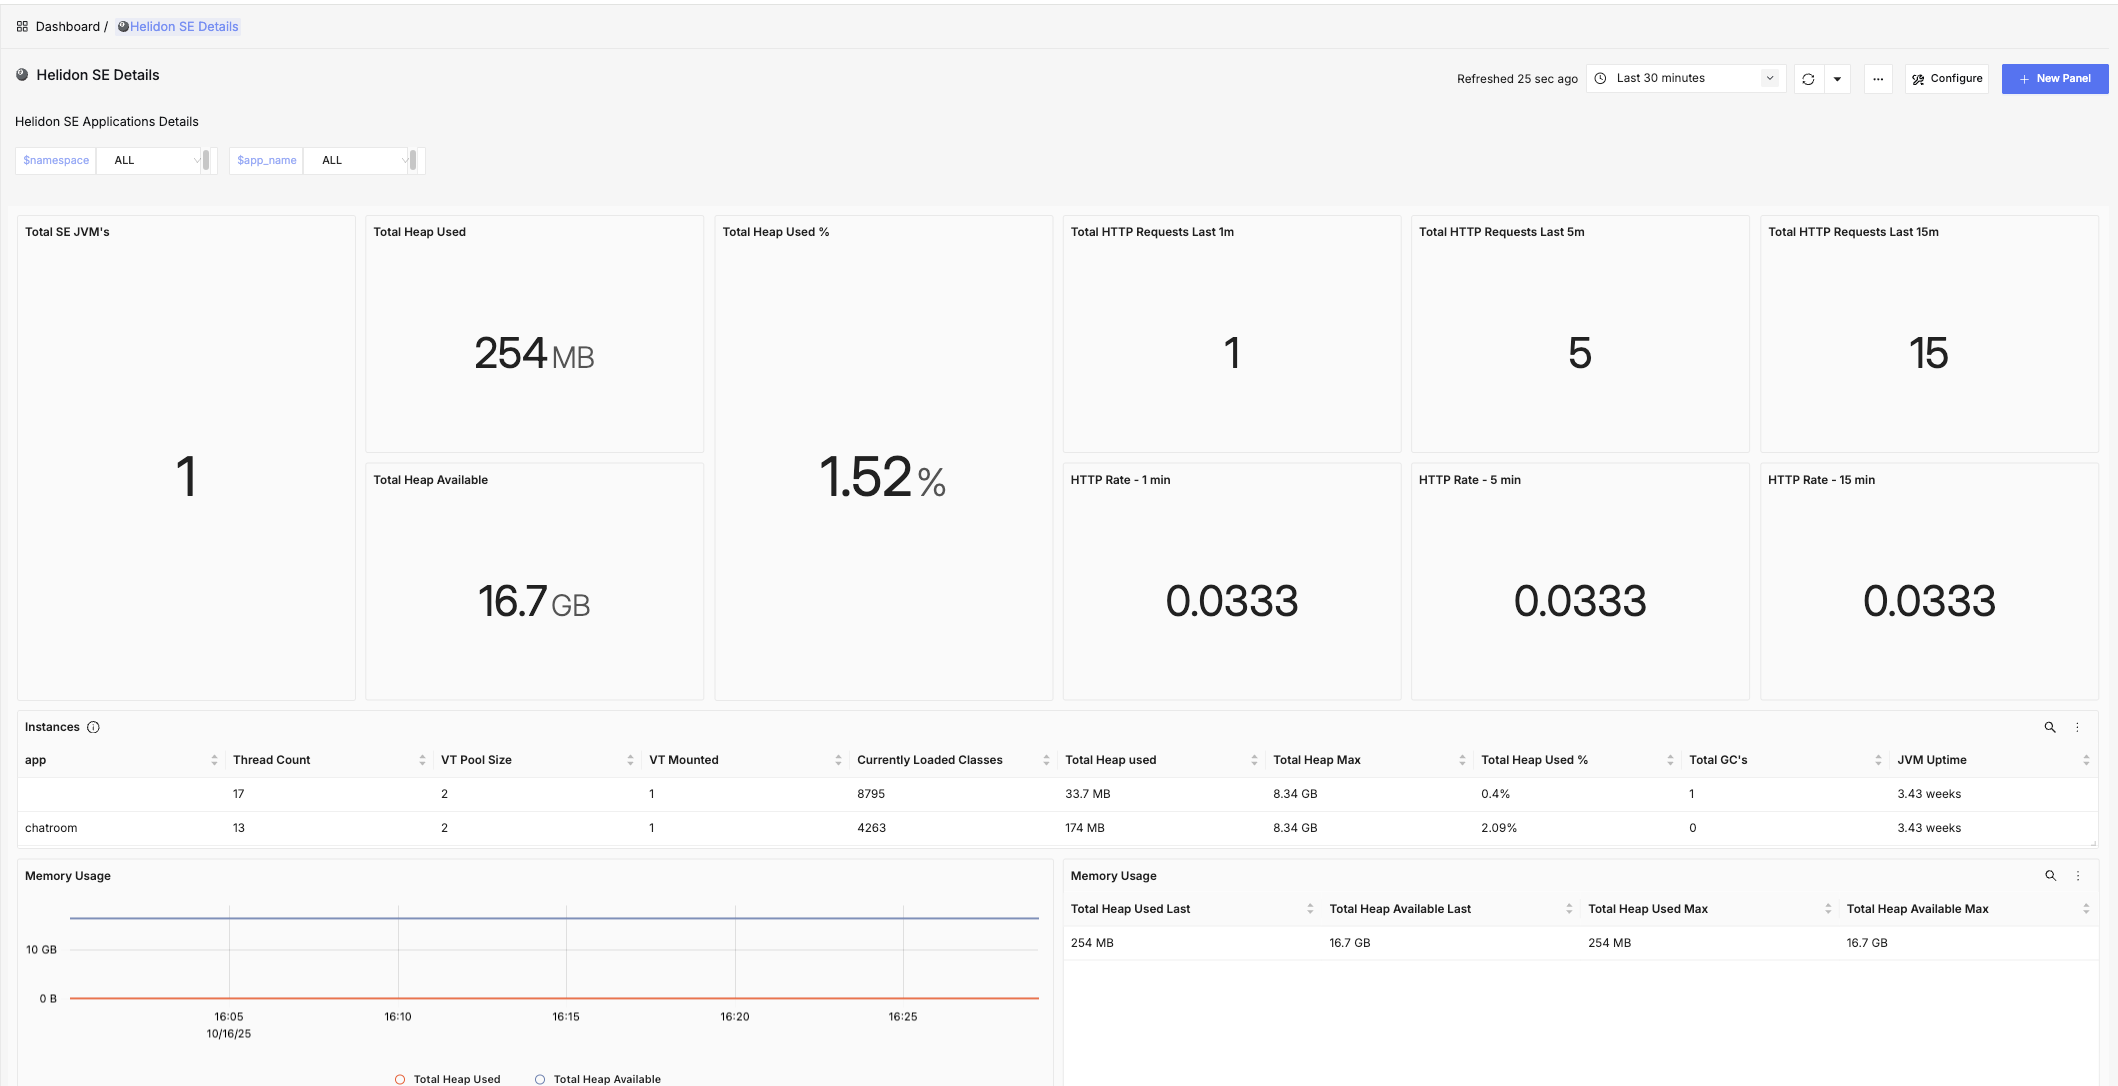 Dashboard / Helidon SE Details
Helidon SE Details
Refreshed 25 sec ago
Last 30 minutes
Configure
New Panel
Helidon SE Applications Details
$namespace
ALL
$app_name
ALL
Total SE JVM's
1
Total Heap Used
254 MB
Total Heap Available
16.7 GB
Total Heap Used %
1.52 %
Total HTTP Requests Last 1m
1
Total HTTP Requests Last 5m
5
Total HTTP Requests Last 15m
15
HTTP Rate - 1 min
0.0333
HTTP Rate - 5 min
0.0333
HTTP Rate - 15 min
0.0333
Instances
app Thread Count VT Pool Size VT Mounted Currently Loaded Classes Total Heap used Total Heap Max Total Heap Used % Total GC's JVM Uptime
17 2 1 8795 33.7 MB 8.34 GB 0.4% 1 3.43 weeks
chatroom 13 2 1 4263 174 MB 8.34 GB 2.09% 0 3.43 weeks
Memory Usage
10 GB
0 B
16:05 16:10 16:15 16:20 16:25
10/16/25
Total Heap Used Total Heap Available
Memory Usage
Total Heap Used Last Total Heap Available Last Total Heap Used Max Total Heap Available Max
254 MB 16.7 GB 254 MB 16.7 GB